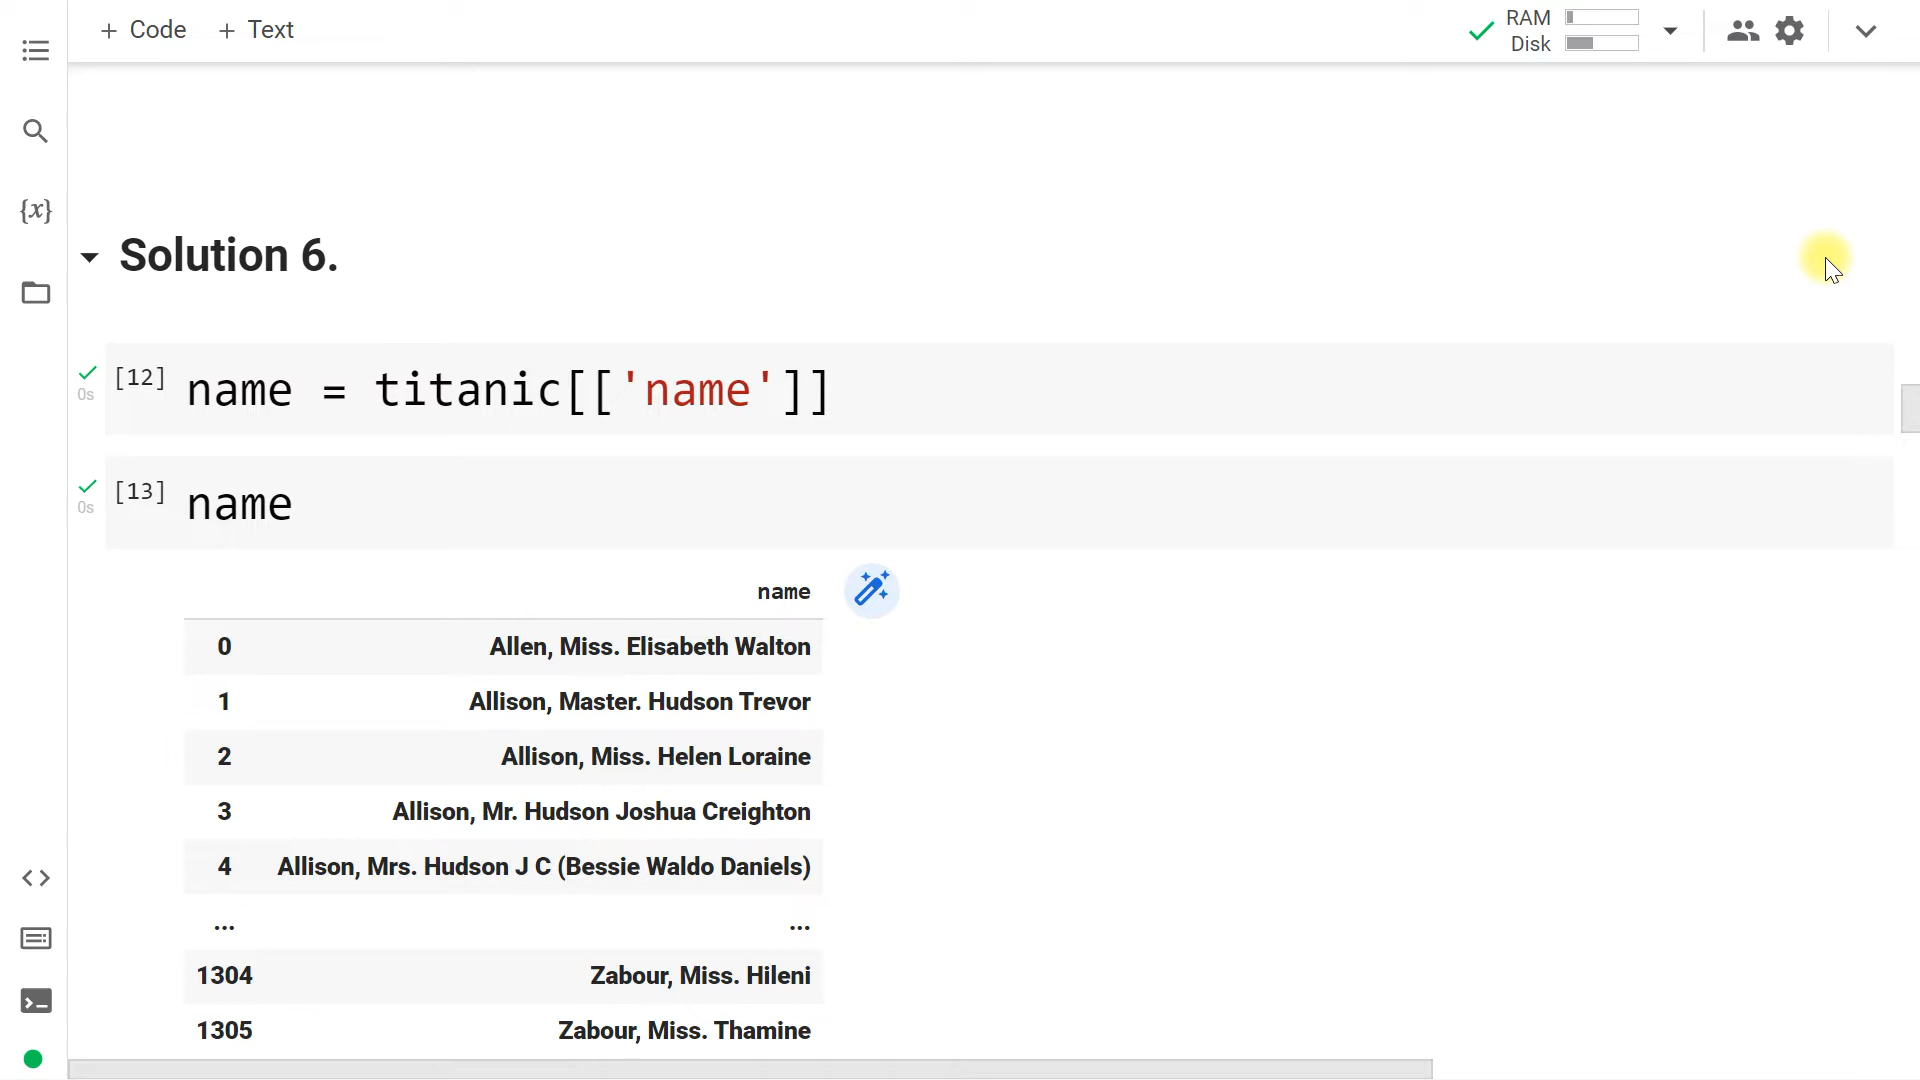 + Code + Text
RAM
Disk
{x}
Solution 6.
0s
[12] name = titanic[['name']]
0s
[13] name
name
0 Allen, Miss. Elisabeth Walton
1 Allison, Master. Hudson Trevor
2 Allison, Miss. Helen Loraine
3 Allison, Mr. Hudson Joshua Creighton
4 Allison, Mrs. Hudson J C (Bessie Waldo Daniels)
... ...
1304 Zabour, Miss. Hileni
1305 Zabour, Miss. Thamine